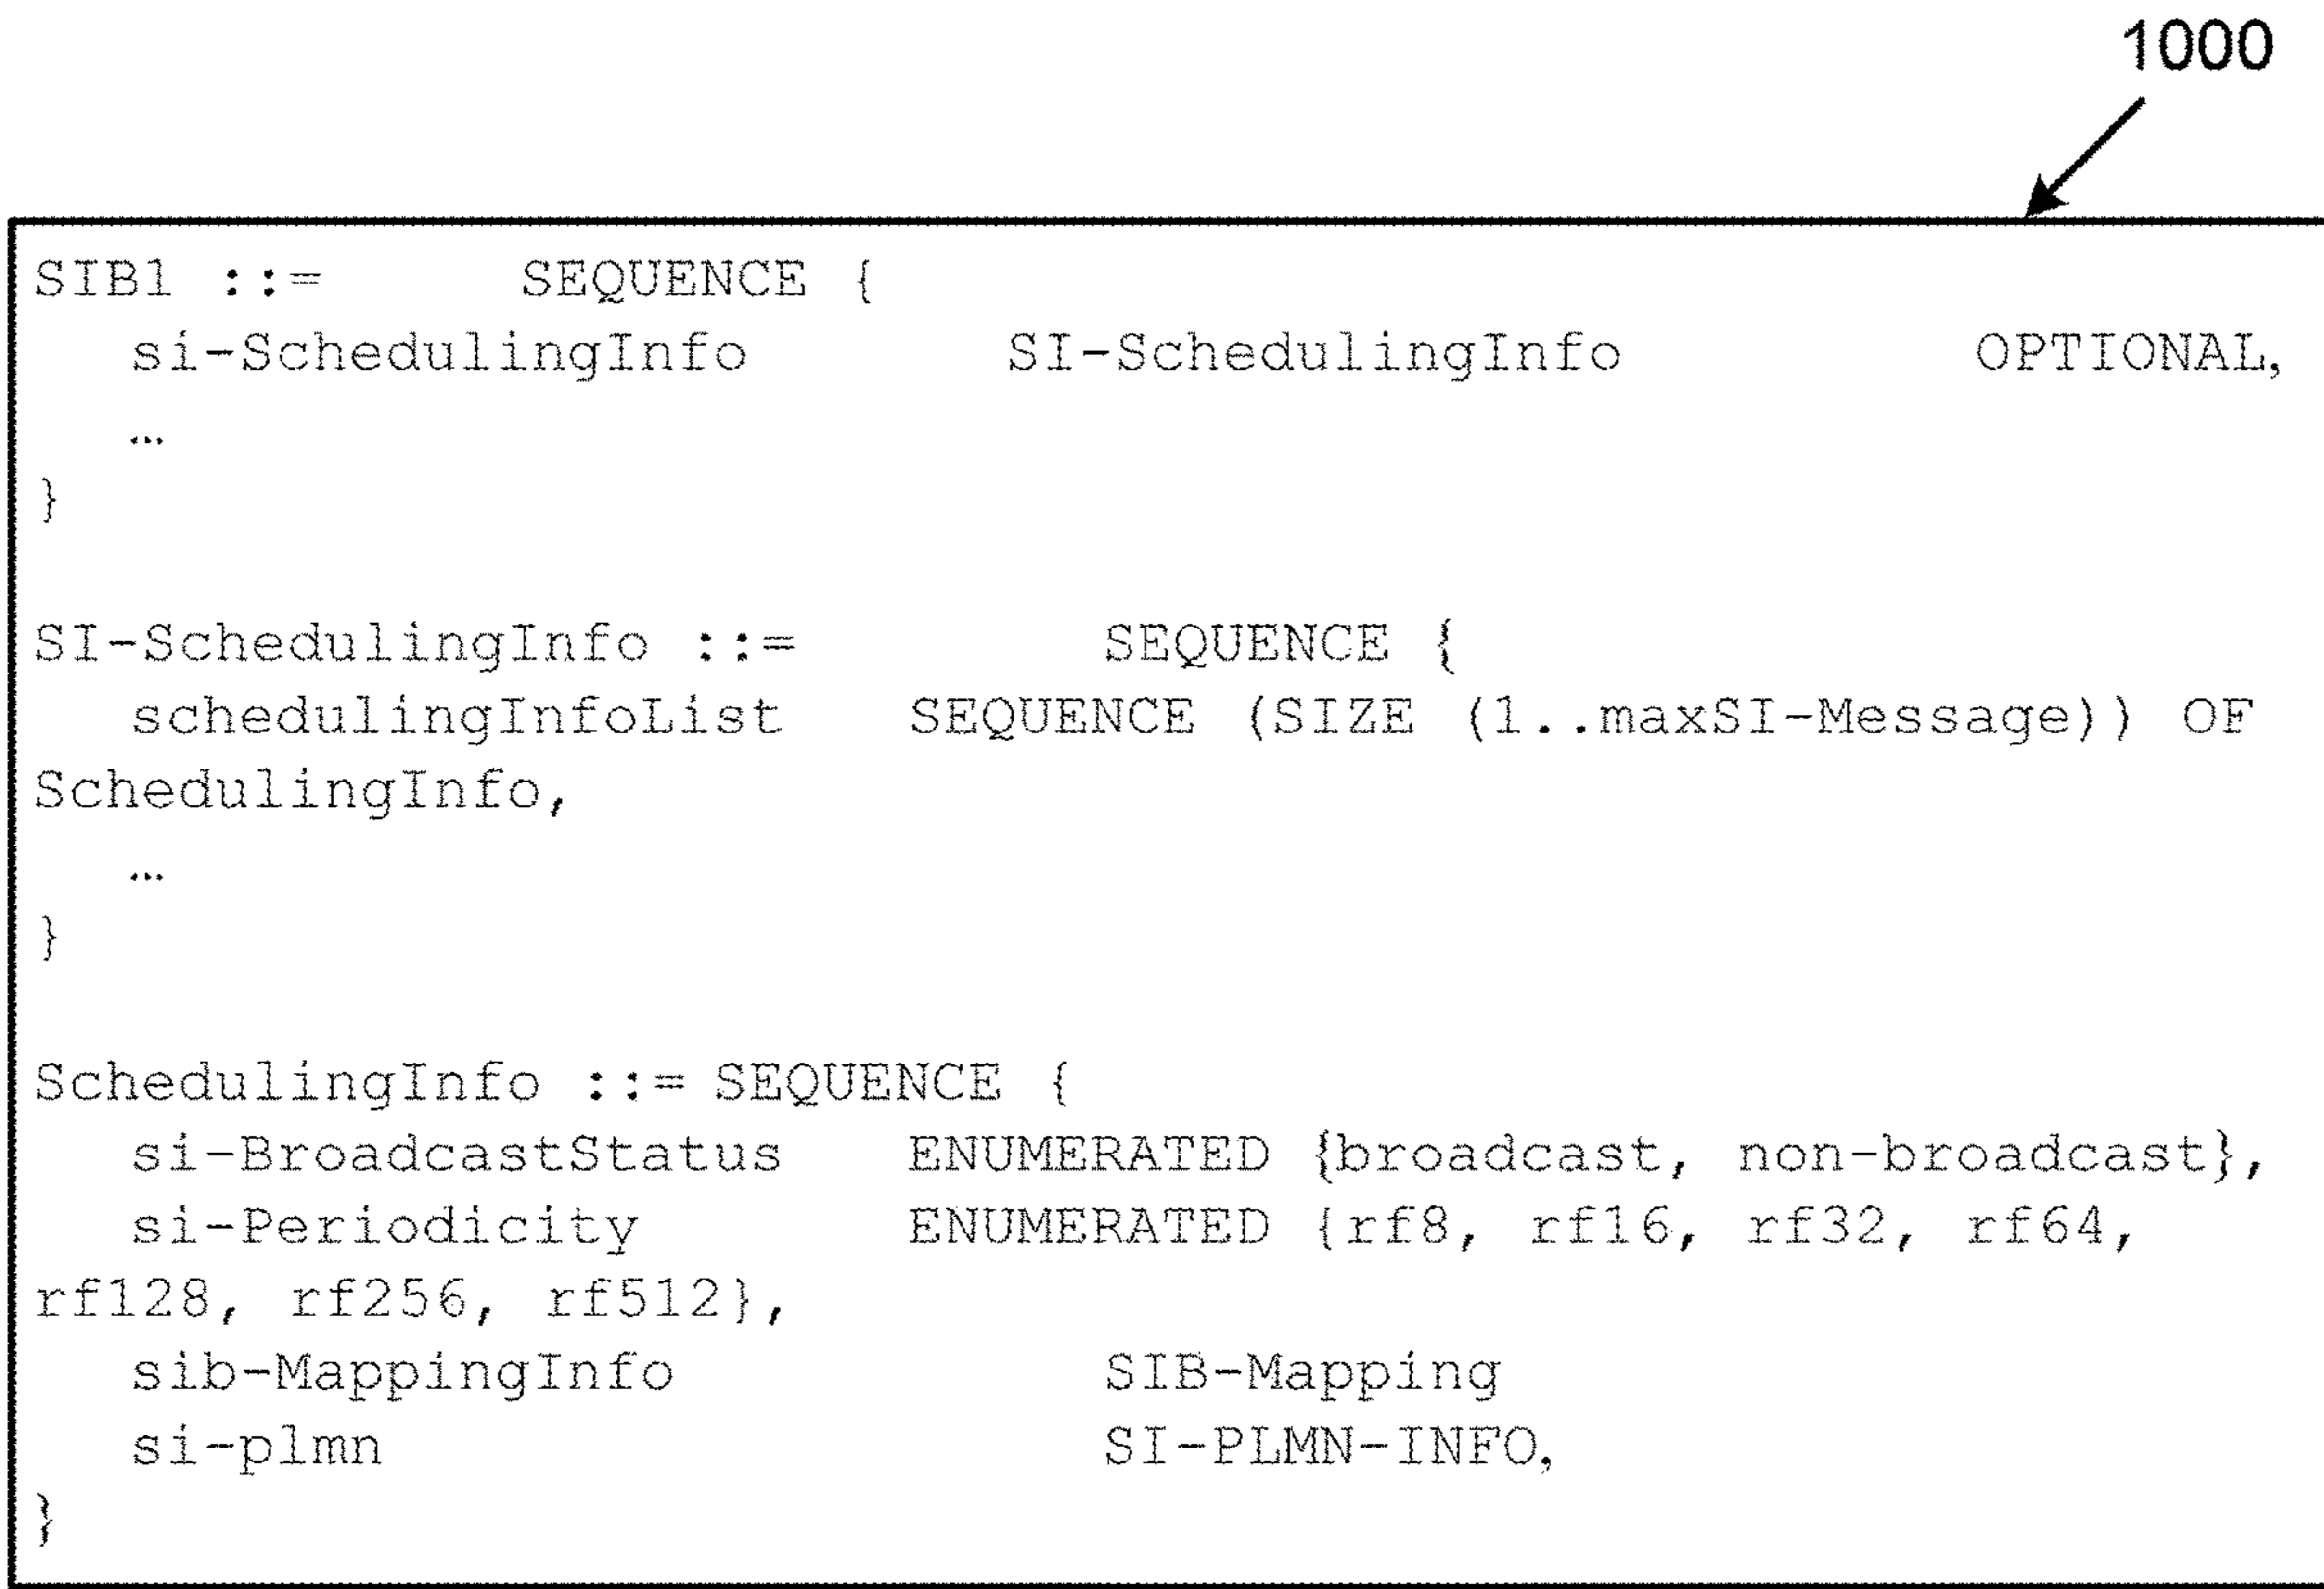 1000
SIB1 ::= SEQUENCE {
si-SchedulingInfo SI-SchedulingInfo OPTIONAL,
…
}
SI-SchedulingInfo ::= SEQUENCE {
schedulingInfoList SEQUENCE (SIZE (1..maxSI-Message)) OF
SchedulingInfo,
…
}
SchedulingInfo ::= SEQUENCE {
si-BroadcastStatus ENUMERATED {broadcast, non-broadcast},
si-Periodicity ENUMERATED {rf8, rf16, rf32, rf64,
rf128, rf256, rf512},
sib-MappingInfo SIB-Mapping
si-plmn SI-PLMN-INFO,
}